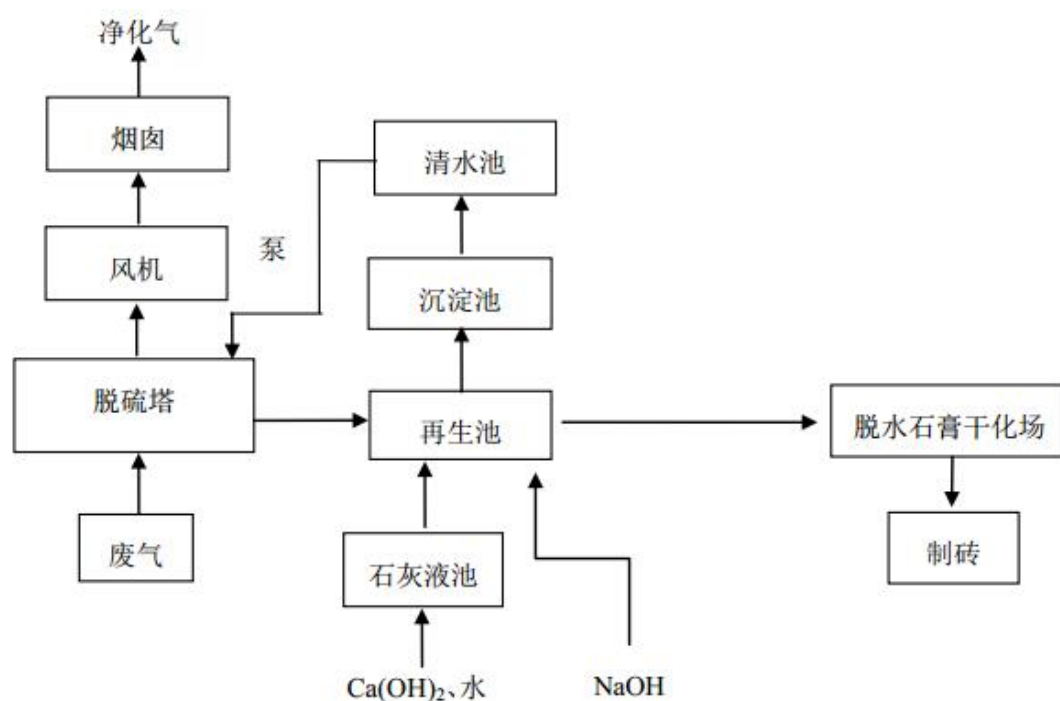 净化气
烟囱
清水池
泵
风机
沉淀池
脱硫塔
再生池
脱水石膏干化场
废气
石灰液池
制砖
Ca(OH)₂、水
NaOH